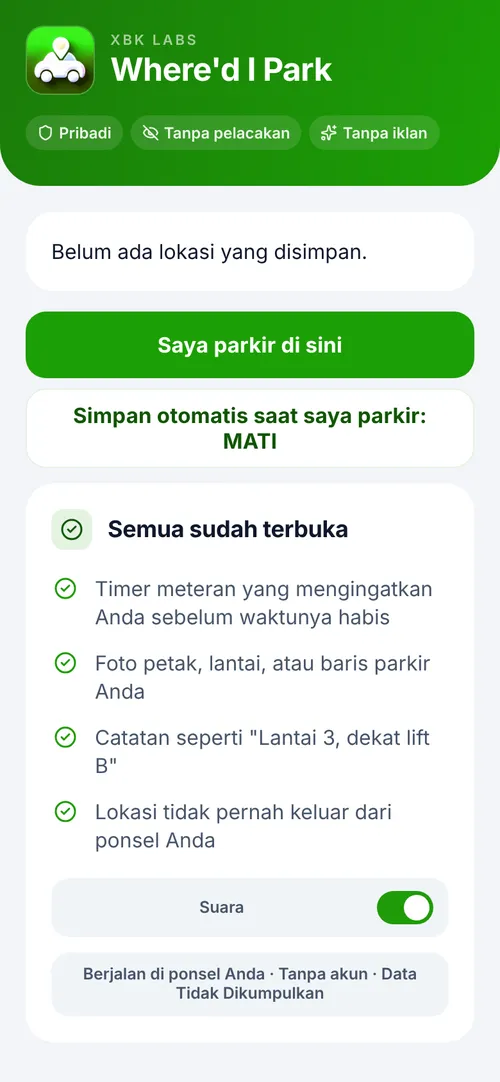 XBK LABS
Where'd I Park
Pribadi
Tanpa pelacakan
Tanpa iklan
Belum ada lokasi yang disimpan.
Saya parkir di sini
Simpan otomatis saat saya parkir:
MATI
Semua sudah terbuka
Timer meteran yang mengingatkan
Anda sebelum waktunya habis
Foto petak, lantai, atau baris parkir
Anda
Catatan seperti "Lantai 3, dekat lift
B"
Lokasi tidak pernah keluar dari
ponsel Anda
Suara
Berjalan di ponsel Anda · Tanpa akun · Data
Tidak Dikumpulkan